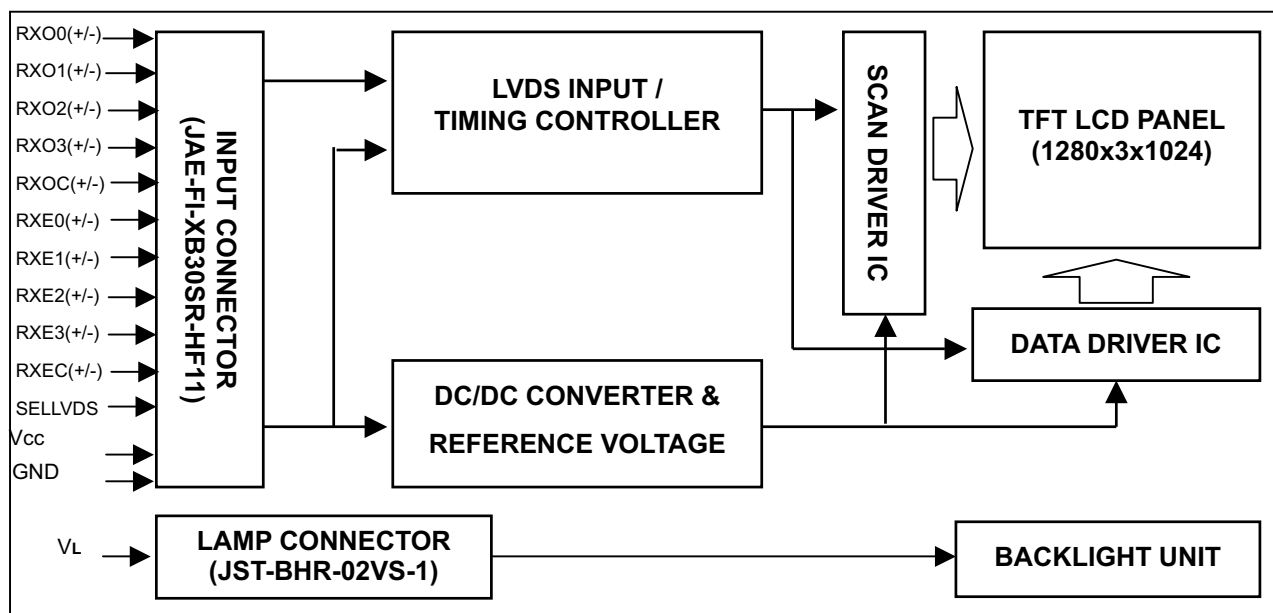 RXO0(+/-)
RXO1(+/-)
RXO2(+/-)
RXO3(+/-)
RXOC(+/-)
RXE0(+/-)
RXE1(+/-)
RXE2(+/-)
RXE3(+/-)
RXEC(+/-)
SELLVDS
Vcc
GND
INPUT CONNECTOR
(JAE-FI-XB30SR-HF11)
LVDS INPUT /
TIMING CONTROLLER
SCAN DRIVER IC
TFT LCD PANEL
(1280x3x1024)
DATA DRIVER IC
DC/DC CONVERTER &
REFERENCE VOLTAGE
VL
LAMP CONNECTOR
(JST-BHR-02VS-1)
BACKLIGHT UNIT